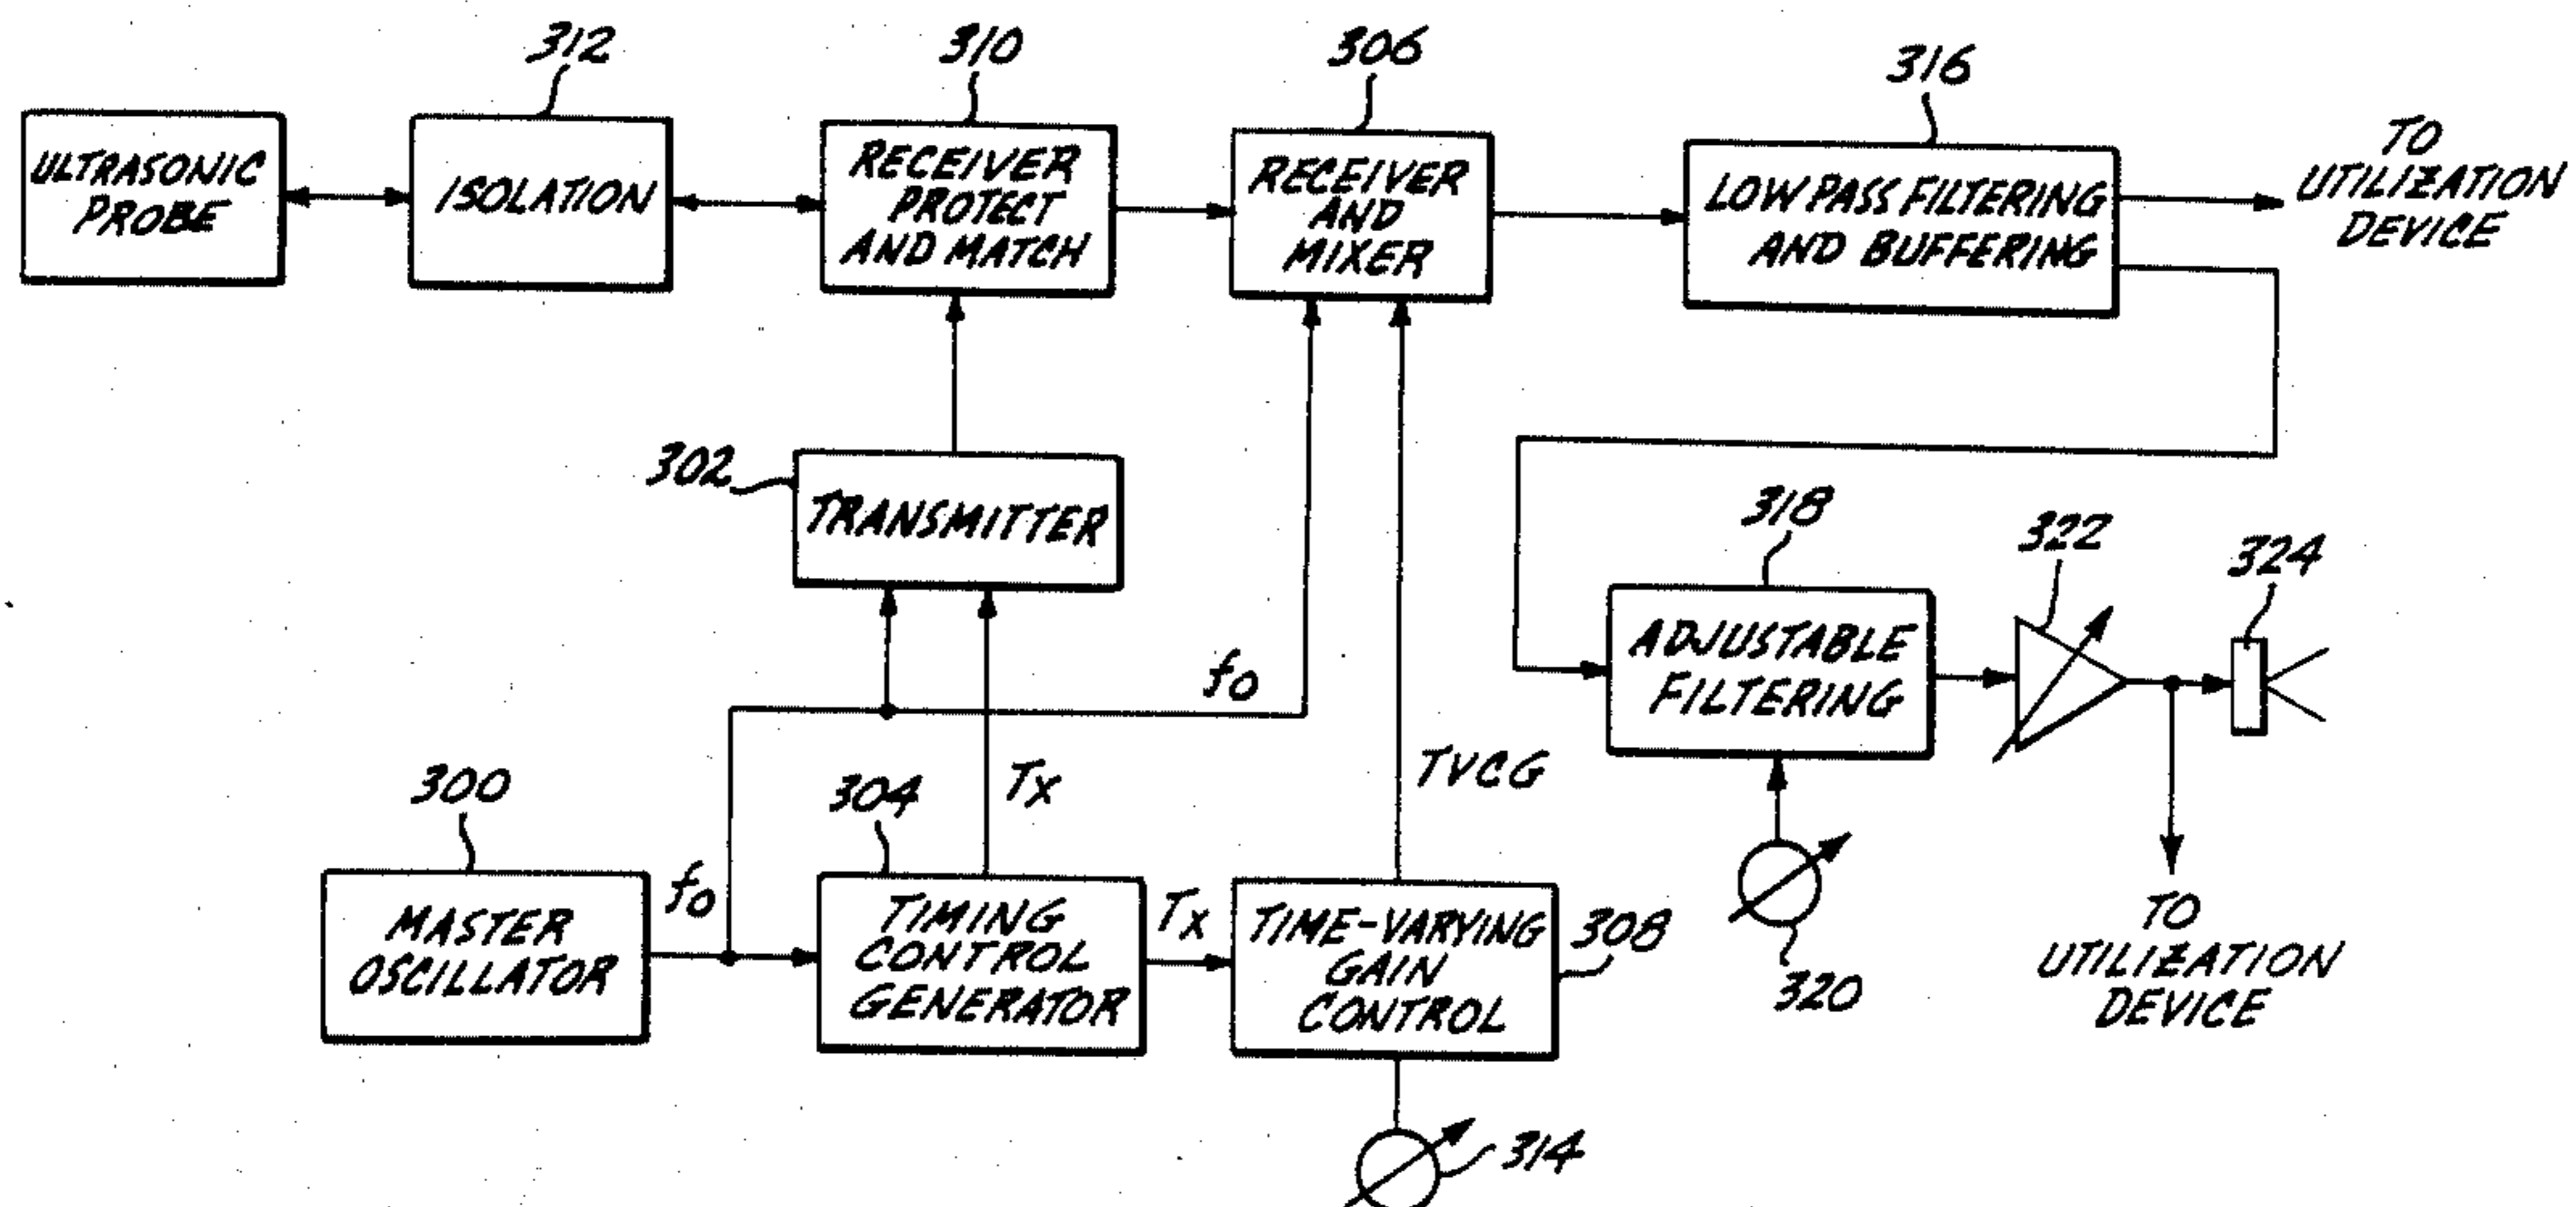 312
310
306
316
ULTRASONIC
PROBE
ISOLATION
RECEIVER
PROTECT
AND MATCH
RECEIVER
AND
MIXER
LOW PASS FILTERING
AND BUFFERING
TO
UTILIZATION
DEVICE
302
TRANSMITTER
318
322
324
ADJUSTABLE
FILTERING
fo
fo
Tx
Tx
TVCG
300
304
308
MASTER
OSCILLATOR
TIMING
CONTROL
GENERATOR
TIME-VARYING
GAIN
CONTROL
320
TO
UTILIZATION
DEVICE
314